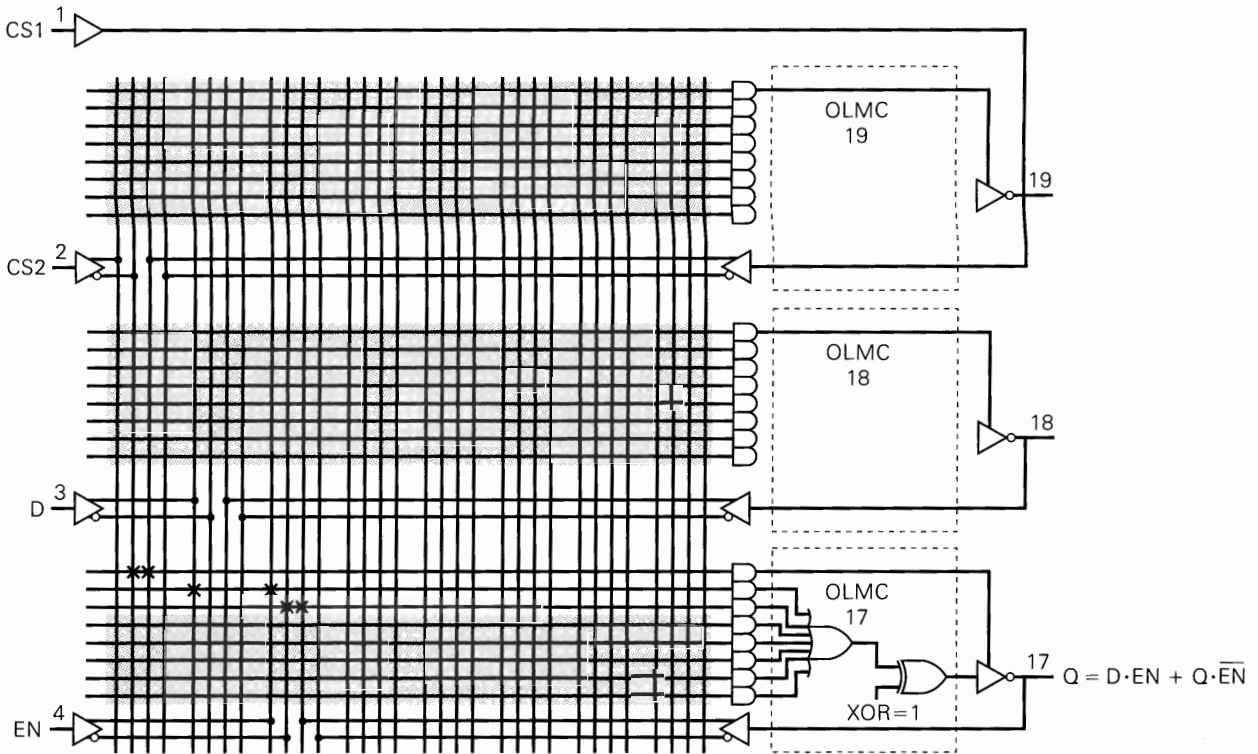 1
CS1
OLMC
19
19
2
CS2
OLMC
18
18
3
D
OLMC
17
17
Q = D·EN + Q·E̅N̅
XOR=1
4
EN